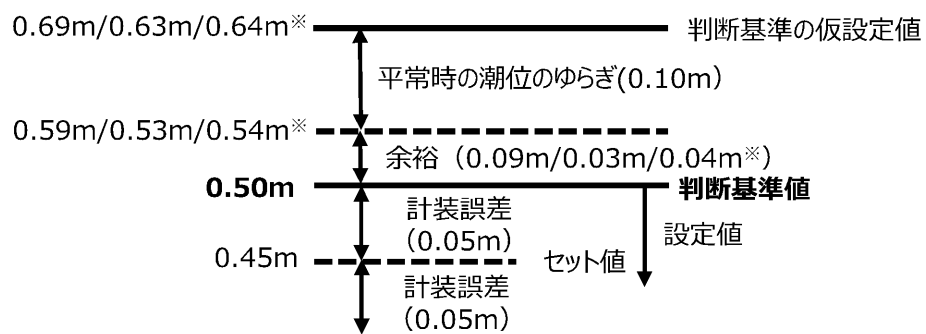 0.69m/0.63m/0.64m※
判断基準の仮設定値
平常時の潮位のゆらぎ(0.10m)
0.59m/0.53m/0.54m※
余裕（0.09m/0.03m/0.04m※）
0.50m
判断基準値
計装誤差
（0.05m）
設定値
0.45m
セット値
計装誤差
（0.05m）